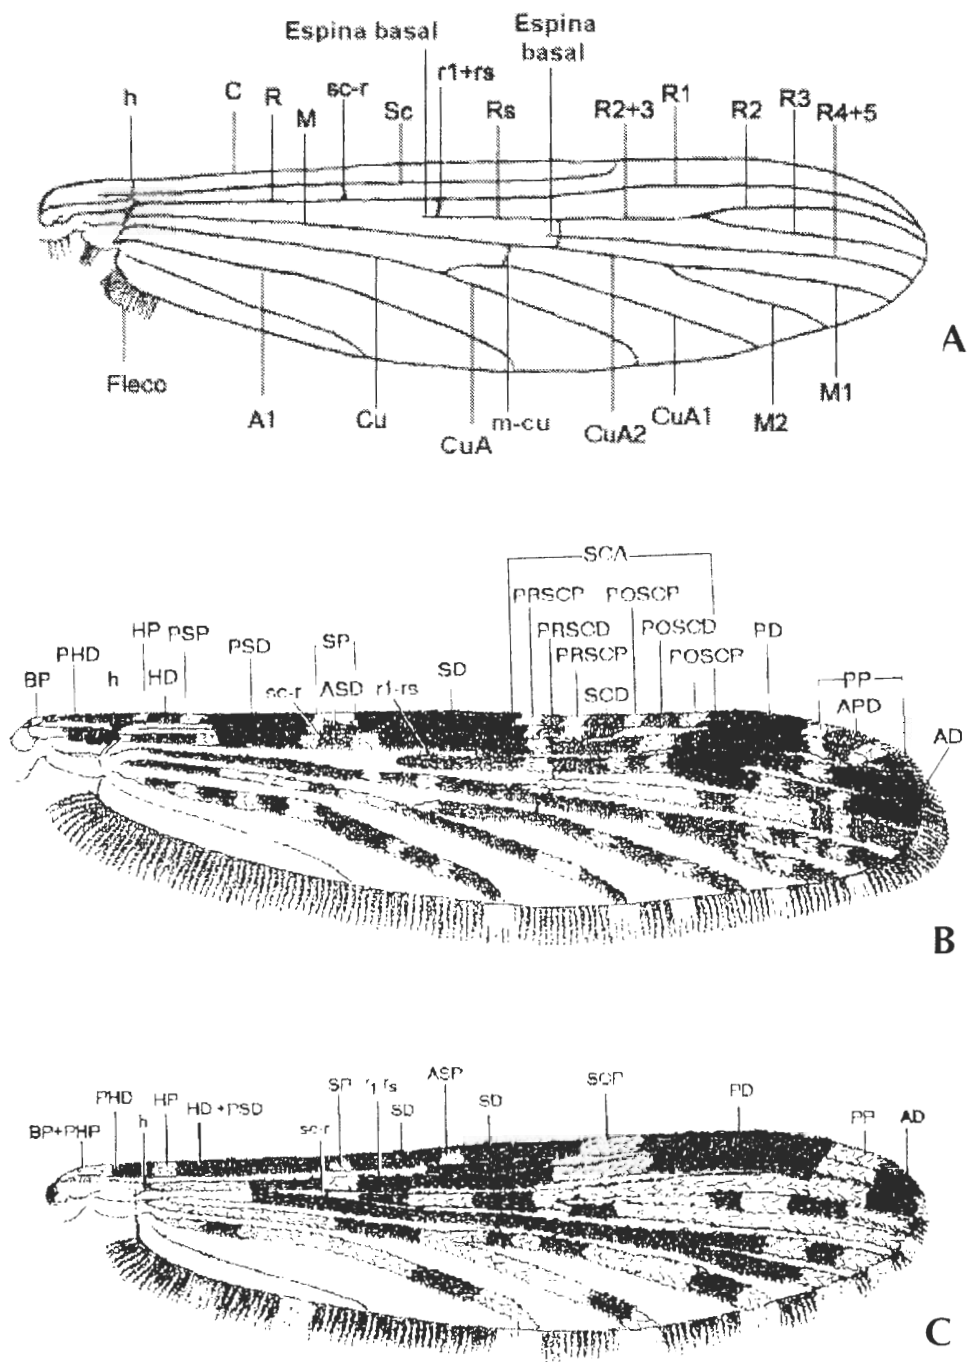 Espina basal
Espina
basal
h
C
R
M
sc-r
Sc
r1+rs
Rs
R2+3
R1
R2
R3
R4+5
A
Fleco
A1
Cu
CuA
m-cu
CuA2
CuA1
M2
M1
SCA
PRSCP
POSCP
PRSCD
POSCD
PRSCP
POSCP
SCD
BP
PHD
h
HP
HD
PSP
PSD
SP
sc-r
ASD
r1-rs
SD
PD
PP
APD
AD
B
BP+PHP
PHD
h
HP
HD+PSD
sc-r
SP
r1 rs
SD
ASP
SD
SCP
PD
PP
AD
C